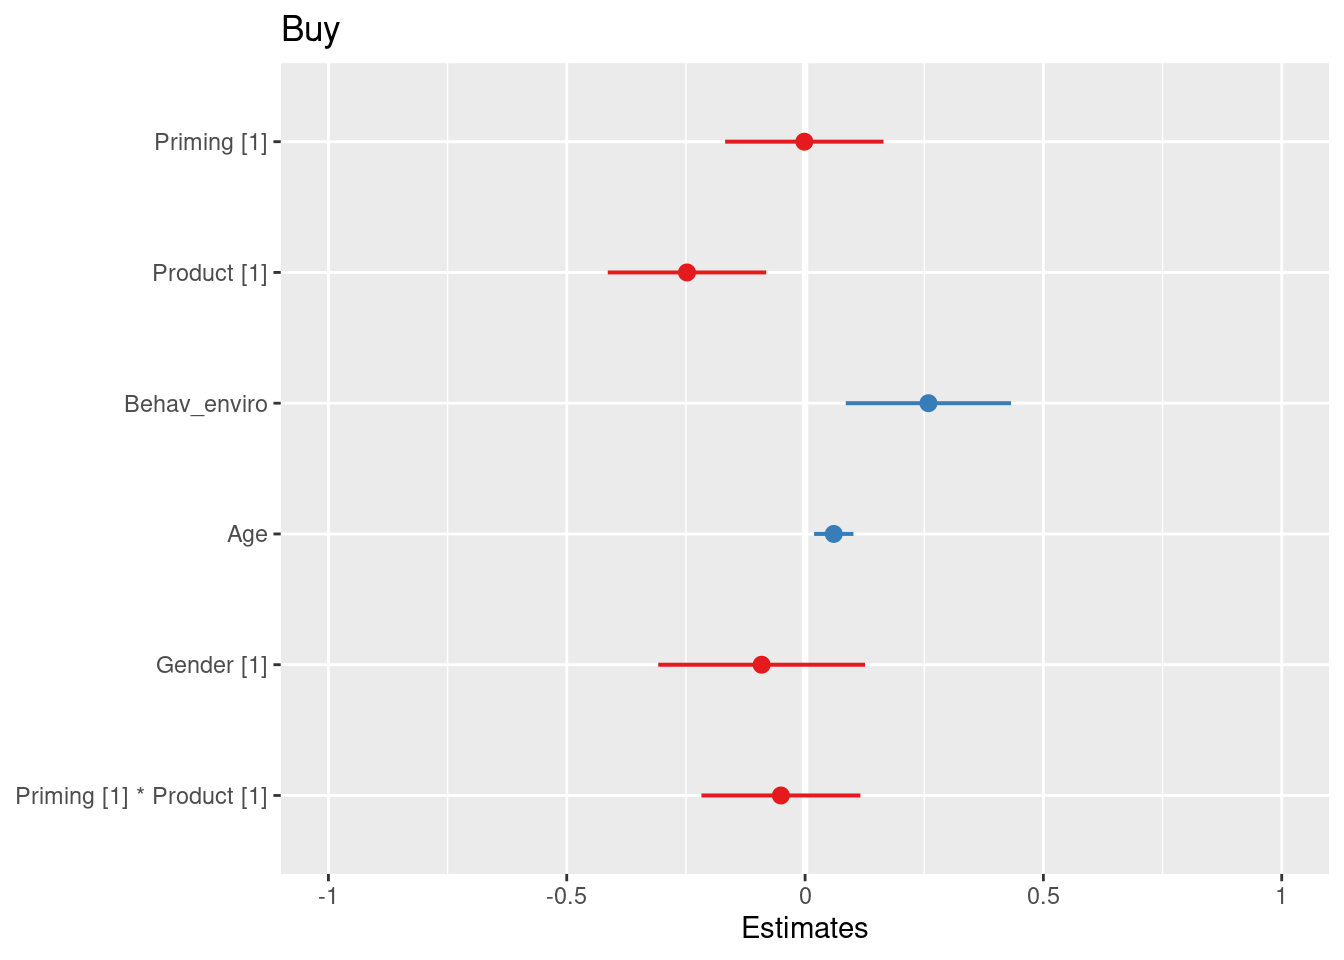 Buy
Priming [1]
Product [1]
Behav_enviro
Age
Gender [1]
Priming [1] * Product [1]
-1
-0.5
0
0.5
1
Estimates